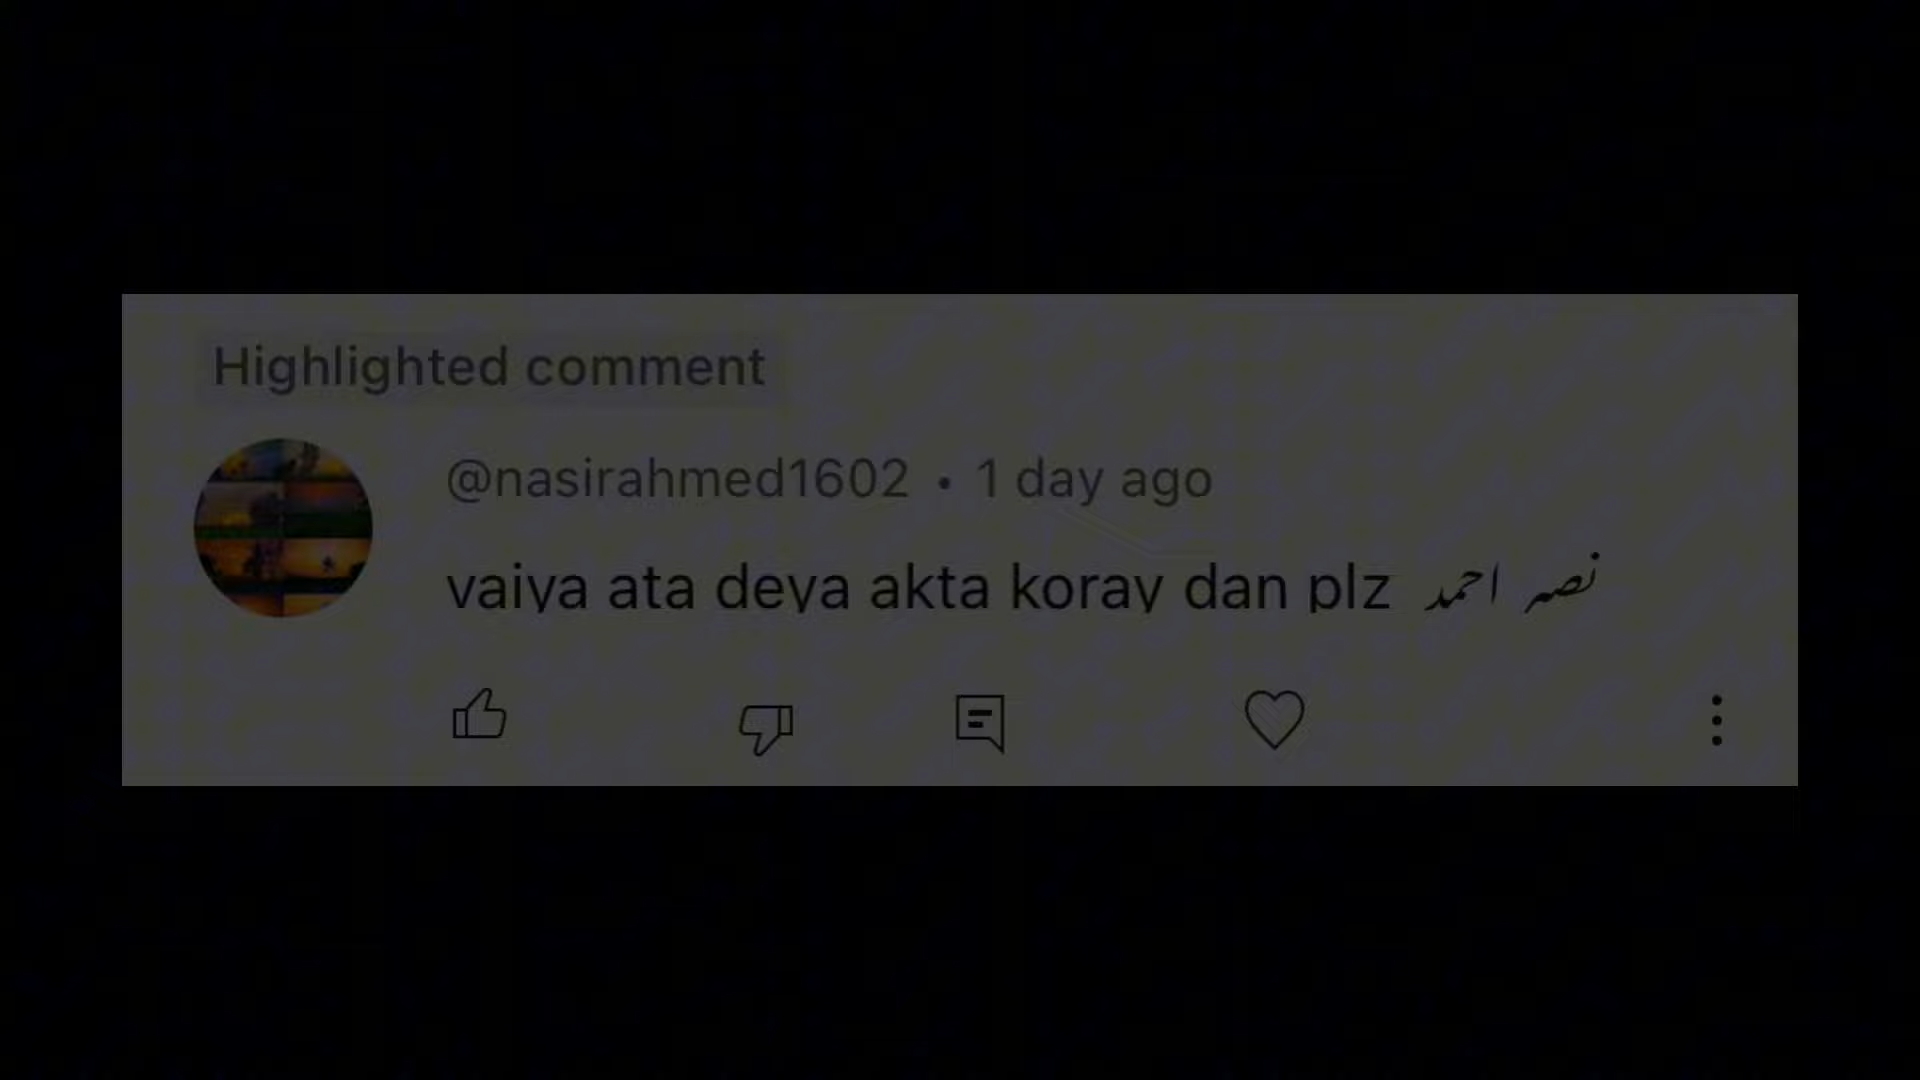 Highlighted comment
@nasirahmed1602 • 1 day ago
vaiya ata deya akta koray dan plz نصر احمد